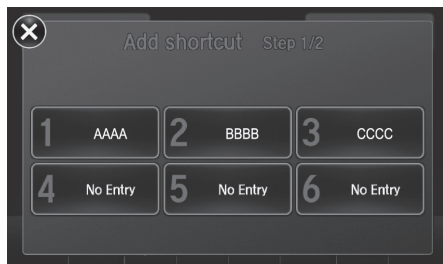 Add shortcut Step 1/2
1 AAAA 2 BBBB 3 CCCC
4 No Entry 5 No Entry 6 No Entry